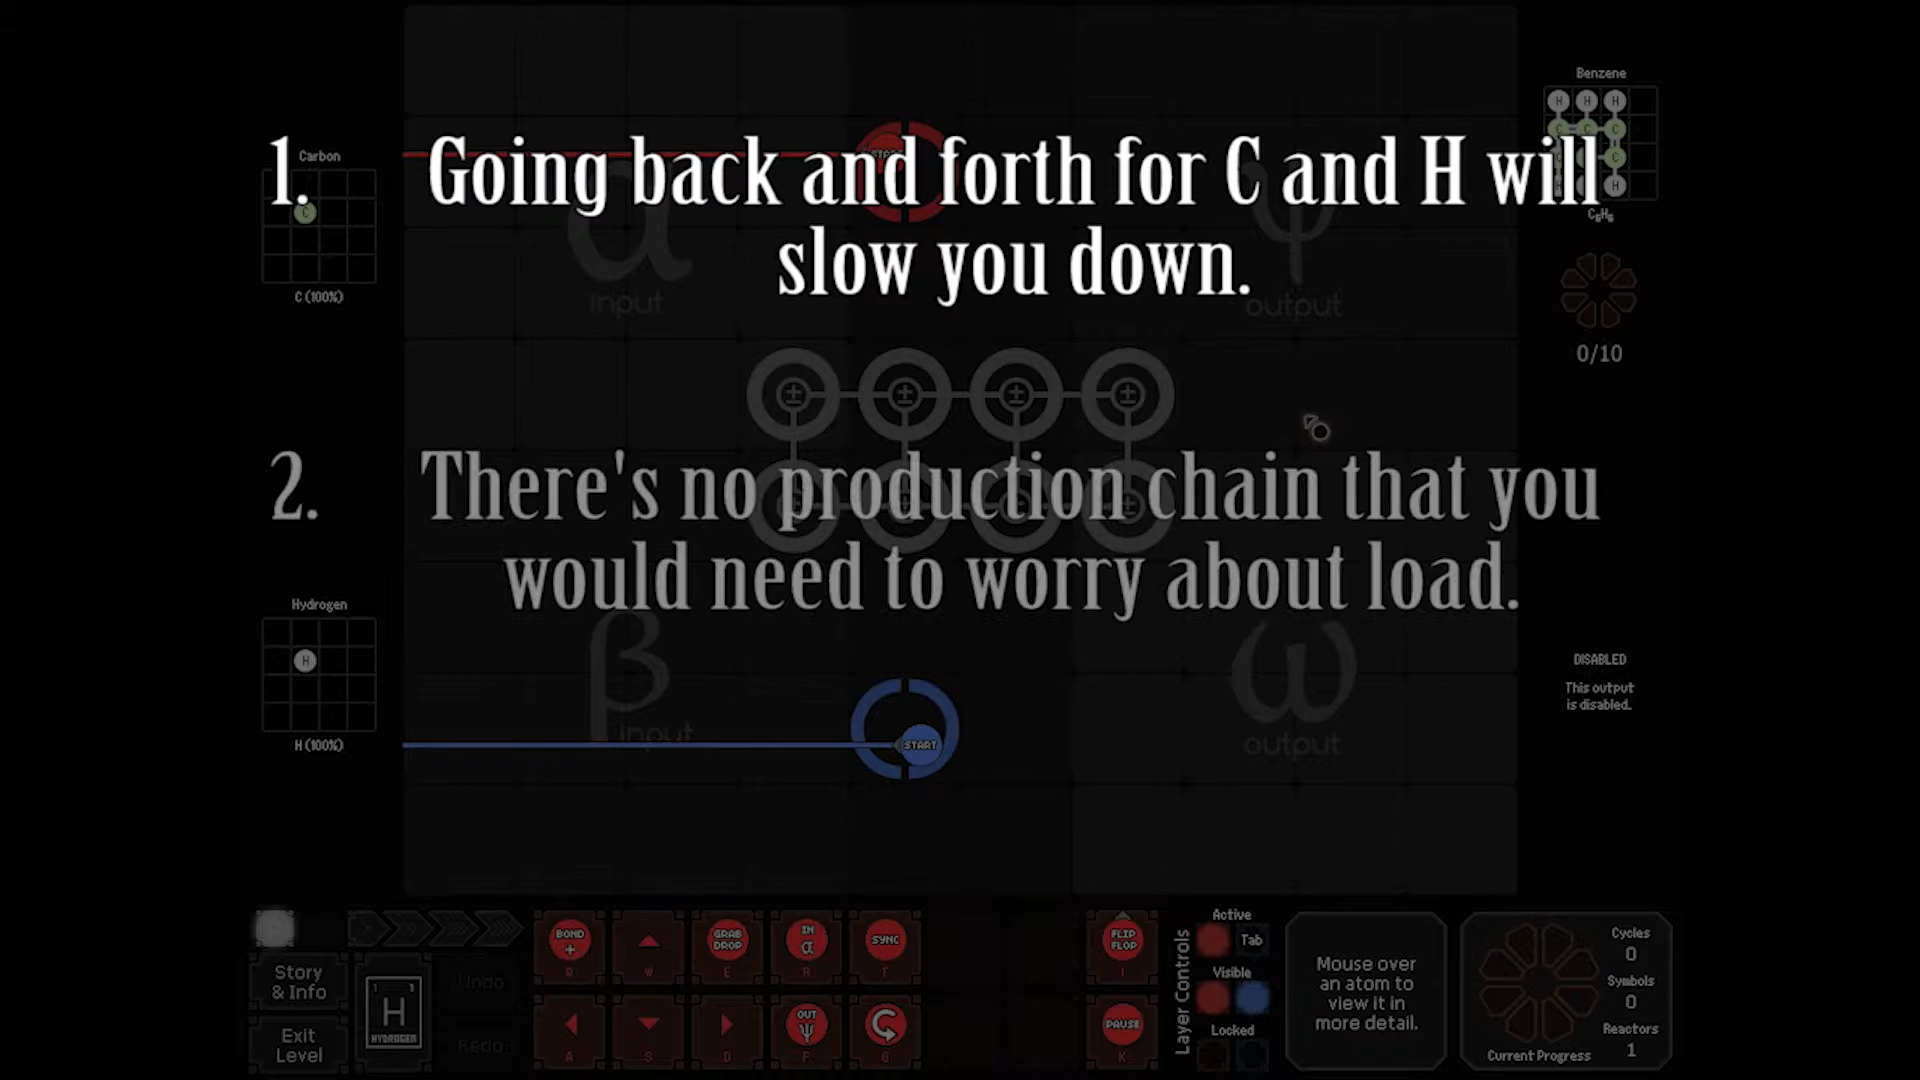 Benzene
H H H
C
1. Going back and forth for C and H will
slow you down.
Carbon
C
C
H
C₆H₆
C (100%)
START
α
input
Ψ
output
0/10
2. There's no production chain that you
would need to worry about load.
Hydrogen
H
H (100%)
β
input
START
ω
output
DISABLED
This output
is disabled.
Story
& Info
Exit
Level
1 1
H
HYDROGEN
Undo
Redo
BOND
+
Q
W
GRAB
DROP
E
IN
α
R
SYNC
T
A
S
D
OUT
Ψ
F
G
FLIP
FLOP
I
PAUSE
K
Layer Controls
Active
Tab
Visible
Locked
Mouse over
an atom to
view it in
more detail.
Current Progress
Cycles
0
Symbols
0
Reactors
1